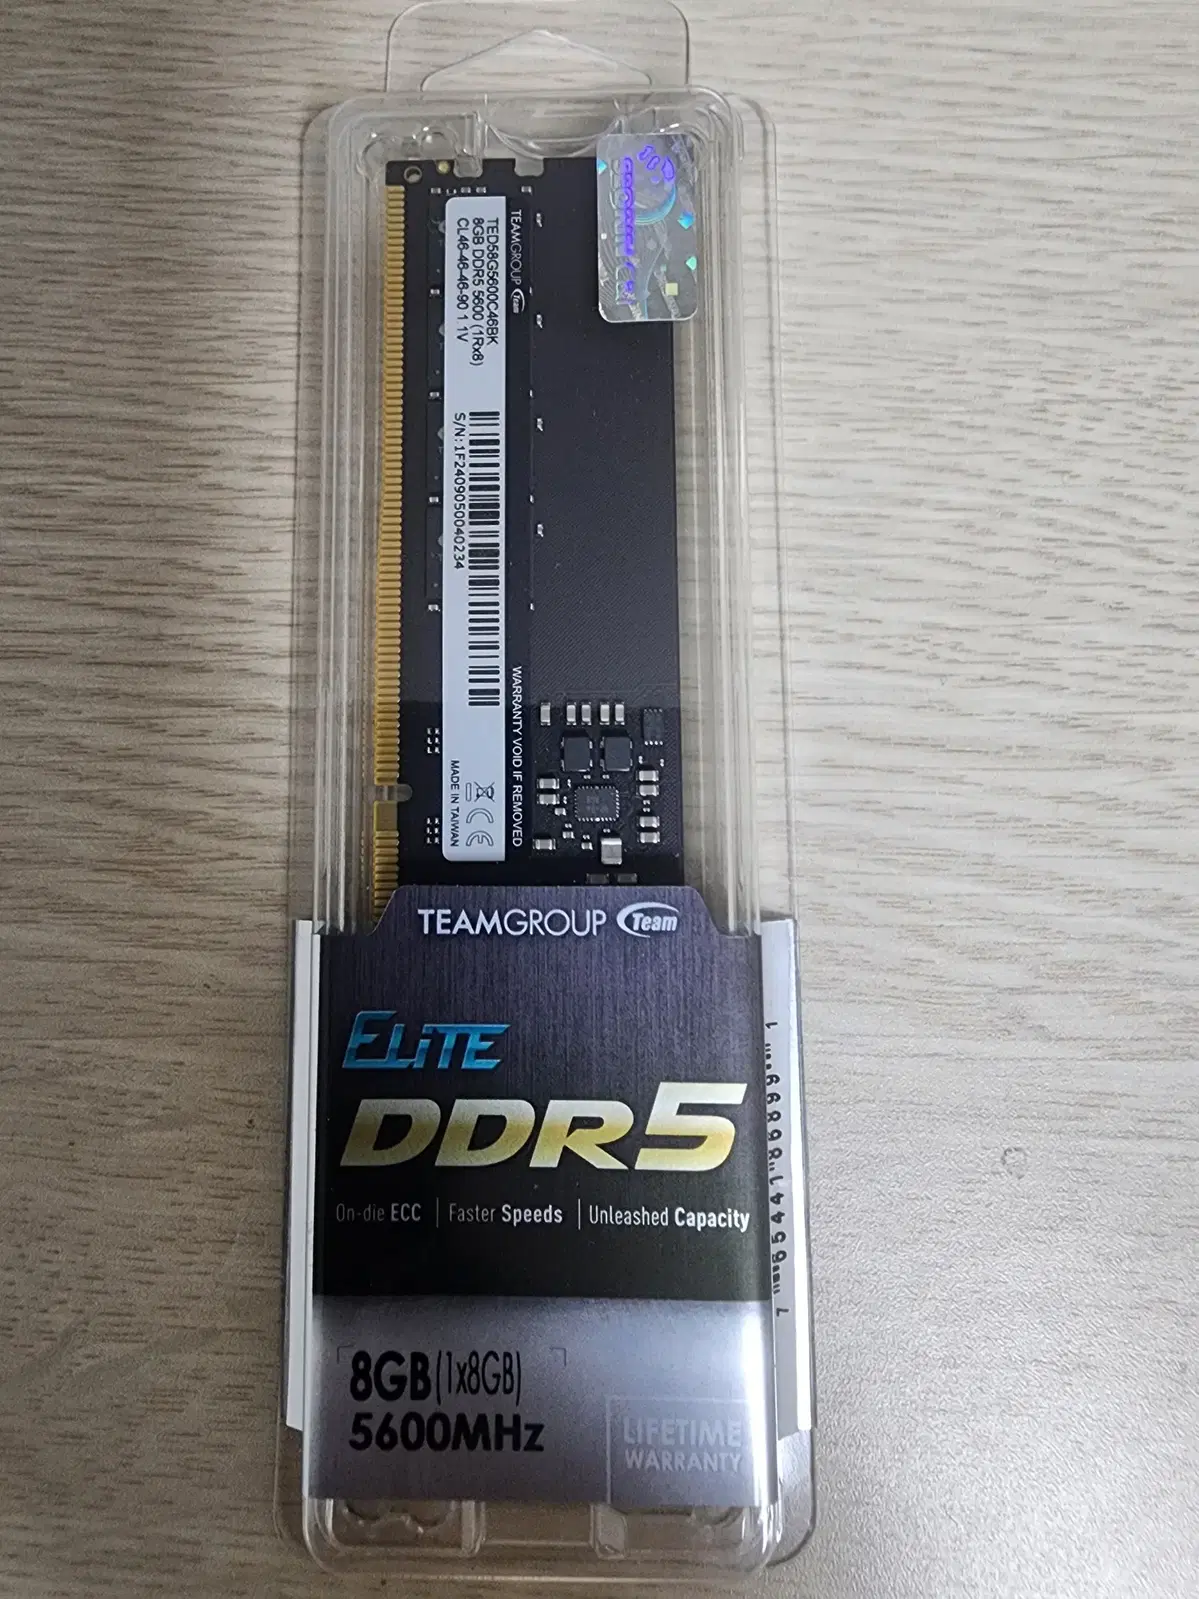 TEAMGROUP Team
TED58G5600C46BK
8GB DDR5 5600 (1Rx8)
CL46-46-46-90 1.1V
S/N:1F2409050040234
WARRANTY VOID IF REMOVED
CE
MADE IN TAIWAN
TEAMGROUP Team
ELiTE
DDR5
On-die ECC | Faster Speeds | Unleashed Capacity
8GB(1x8GB)
5600MHz
LIFETIME
WARRANTY